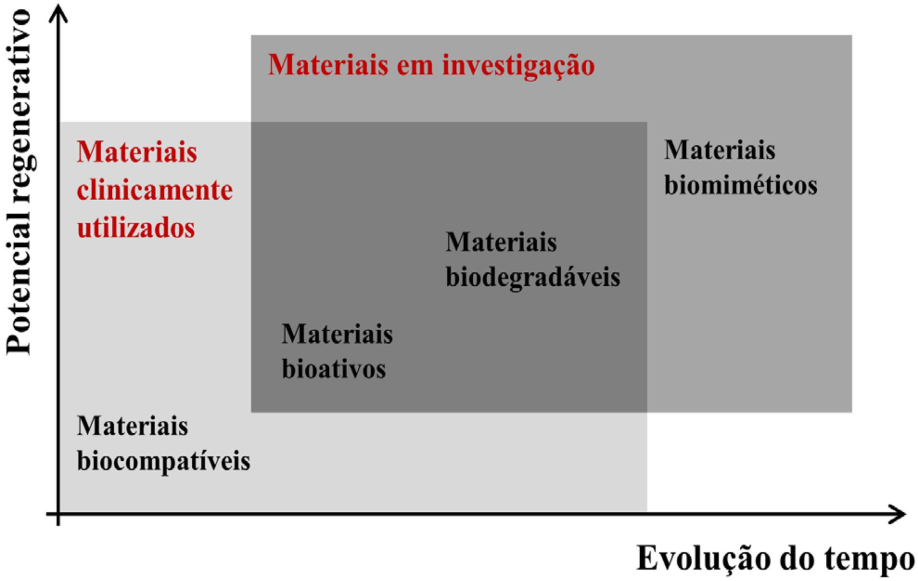 Potencial regenerativo
Materiais em investigação
Materiais
clinicamente
utilizados
Materiais
biomiméticos
Materiais
biodegradáveis
Materiais
bioativos
Materiais
biocompatíveis
Evolução do tempo